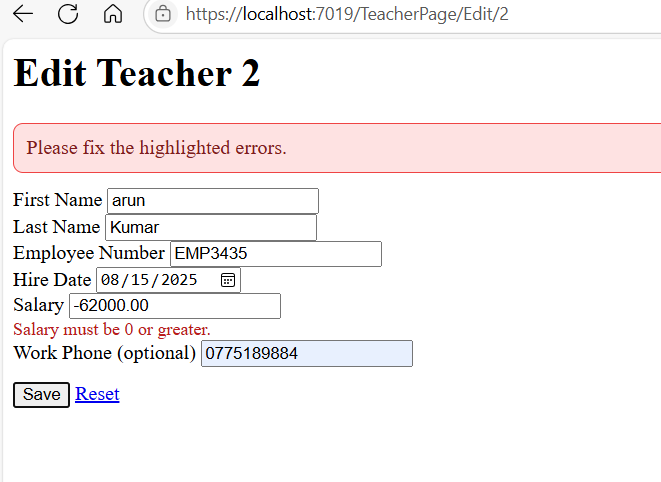 https://localhost:7019/TeacherPage/Edit/2
Edit Teacher 2
Please fix the highlighted errors.
First Name arun
Last Name Kumar
Employee Number EMP3435
Hire Date 08/15/2025
Salary -62000.00
Salary must be 0 or greater.
Work Phone (optional) 0775189884
Save Reset